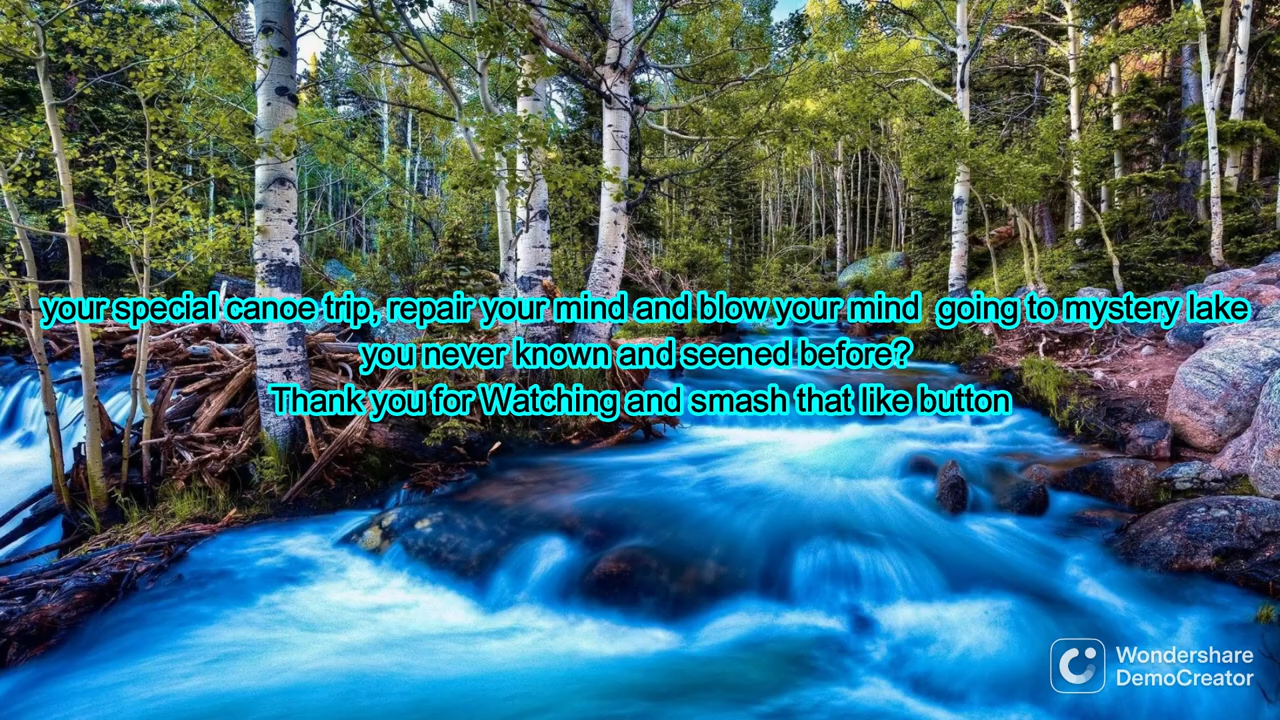 your special canoe trip, repair your mind and blow your mind  going to mystery lake
you never known and seened before?
Thank you for Watching and smash that like button
Wondershare
DemoCreator